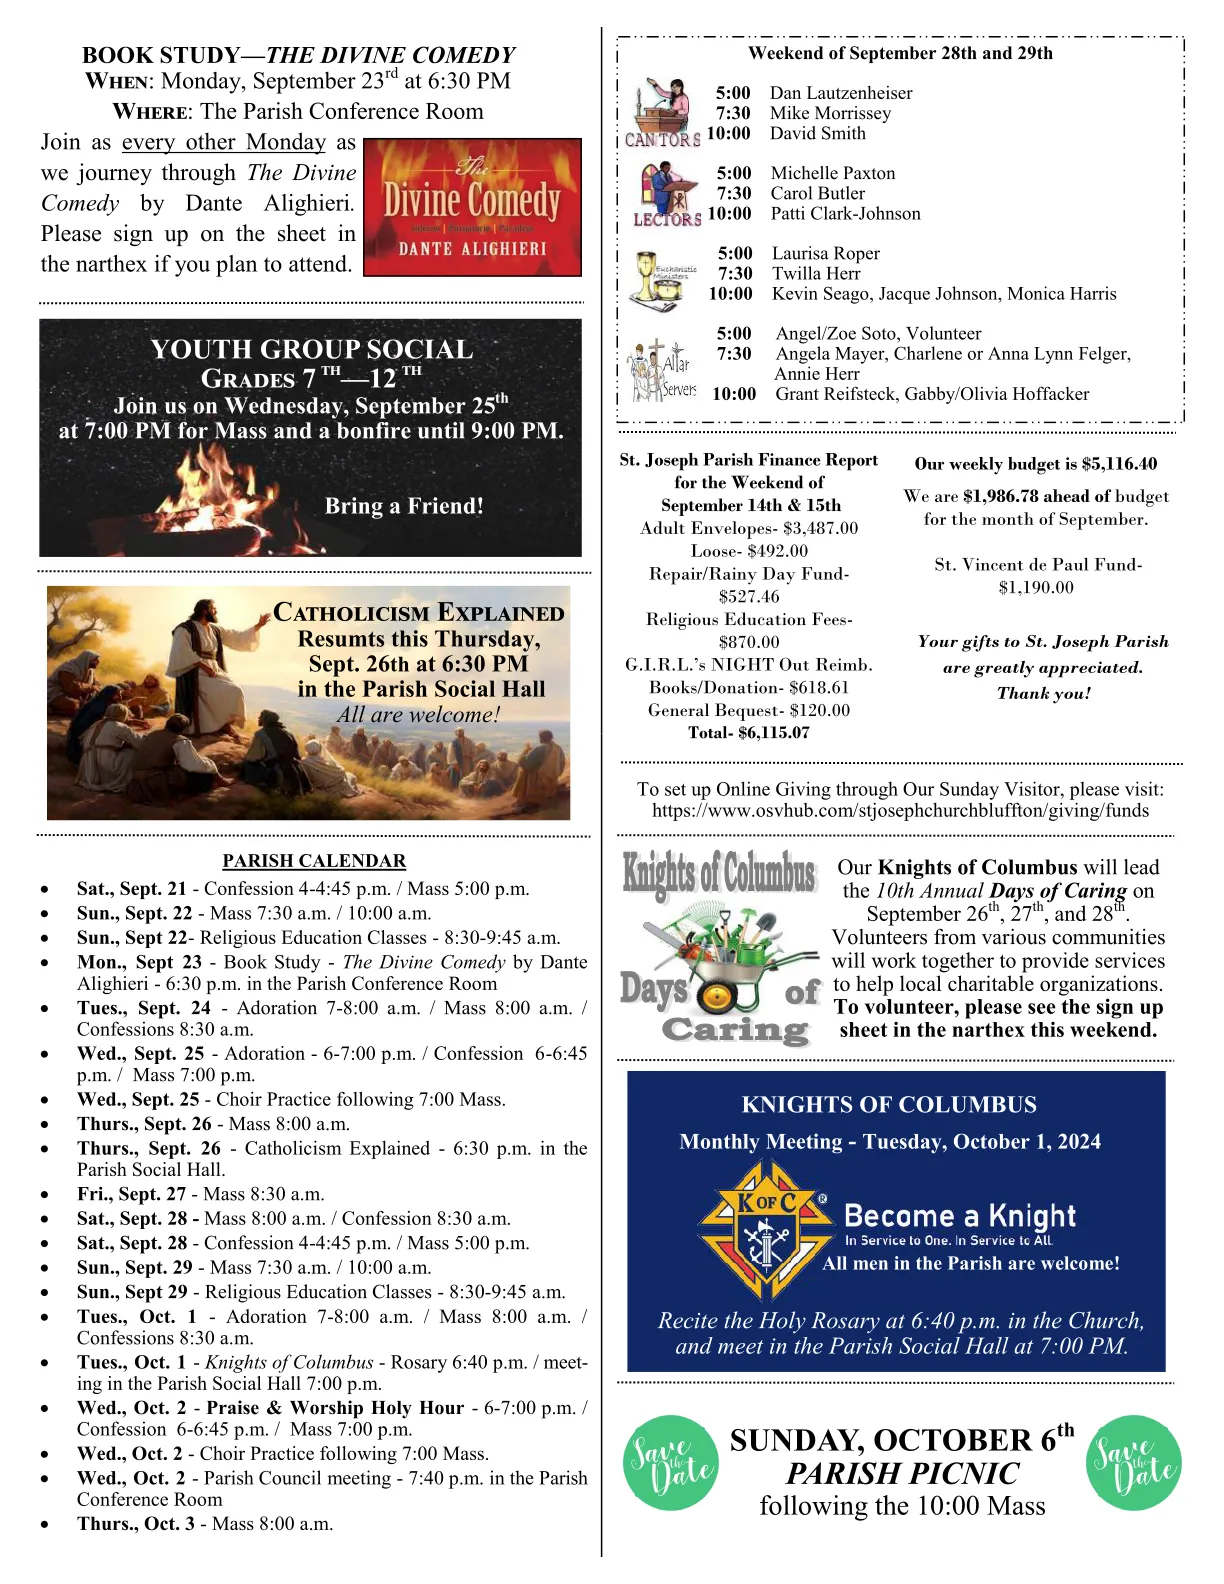 BOOK STUDY—THE DIVINE COMEDY
WHEN: Monday, September 23rd at 6:30 PM
WHERE: The Parish Conference Room
Join as every other Monday as
we journey through The Divine
Comedy by Dante Alighieri.
Please sign up on the sheet in
the narthex if you plan to attend.
The
Divine Comedy
Inferno | Purgatorio | Paradiso
DANTE ALIGHIERI
YOUTH GROUP SOCIAL
GRADES 7 TH—12 TH
Join us on Wednesday, September 25th
at 7:00 PM for Mass and a bonfire until 9:00 PM.
Bring a Friend!
CATHOLICISM EXPLAINED
Resumts this Thursday,
Sept. 26th at 6:30 PM
in the Parish Social Hall
All are welcome!
PARISH CALENDAR
• Sat., Sept. 21 - Confession 4-4:45 p.m. / Mass 5:00 p.m.
• Sun., Sept. 22 - Mass 7:30 a.m. / 10:00 a.m.
• Sun., Sept 22- Religious Education Classes - 8:30-9:45 a.m.
• Mon., Sept 23 - Book Study - The Divine Comedy by Dante
Alighieri - 6:30 p.m. in the Parish Conference Room
• Tues., Sept. 24 - Adoration 7-8:00 a.m. / Mass 8:00 a.m. /
Confessions 8:30 a.m.
• Wed., Sept. 25 - Adoration - 6-7:00 p.m. / Confession 6-6:45
p.m. / Mass 7:00 p.m.
• Wed., Sept. 25 - Choir Practice following 7:00 Mass.
• Thurs., Sept. 26 - Mass 8:00 a.m.
• Thurs., Sept. 26 - Catholicism Explained - 6:30 p.m. in the
Parish Social Hall.
• Fri., Sept. 27 - Mass 8:30 a.m.
• Sat., Sept. 28 - Mass 8:00 a.m. / Confession 8:30 a.m.
• Sat., Sept. 28 - Confession 4-4:45 p.m. / Mass 5:00 p.m.
• Sun., Sept. 29 - Mass 7:30 a.m. / 10:00 a.m.
• Sun., Sept 29 - Religious Education Classes - 8:30-9:45 a.m.
• Tues., Oct. 1 - Adoration 7-8:00 a.m. / Mass 8:00 a.m. /
Confessions 8:30 a.m.
• Tues., Oct. 1 - Knights of Columbus - Rosary 6:40 p.m. / meet-
ing in the Parish Social Hall 7:00 p.m.
• Wed., Oct. 2 - Praise & Worship Holy Hour - 6-7:00 p.m. /
Confession 6-6:45 p.m. / Mass 7:00 p.m.
• Wed., Oct. 2 - Choir Practice following 7:00 Mass.
• Wed., Oct. 2 - Parish Council meeting - 7:40 p.m. in the Parish
Conference Room
• Thurs., Oct. 3 - Mass 8:00 a.m.
Weekend of September 28th and 29th
CANTORS
5:00 Dan Lautzenheiser
7:30 Mike Morrissey
10:00 David Smith
LECTORS
5:00 Michelle Paxton
7:30 Carol Butler
10:00 Patti Clark-Johnson
Eucharistic
Ministers
5:00 Laurisa Roper
7:30 Twilla Herr
10:00 Kevin Seago, Jacque Johnson, Monica Harris
Altar
Servers
5:00 Angel/Zoe Soto, Volunteer
7:30 Angela Mayer, Charlene or Anna Lynn Felger,
Annie Herr
10:00 Grant Reifsteck, Gabby/Olivia Hoffacker
St. Joseph Parish Finance Report
for the Weekend of
September 14th & 15th
Adult Envelopes- $3,487.00
Loose- $492.00
Repair/Rainy Day Fund-
$527.46
Religious Education Fees-
$870.00
G.I.R.L.'s NIGHT Out Reimb.
Books/Donation- $618.61
General Bequest- $120.00
Total- $6,115.07
Our weekly budget is $5,116.40
We are $1,986.78 ahead of budget
for the month of September.
St. Vincent de Paul Fund-
$1,190.00
Your gifts to St. Joseph Parish
are greatly appreciated.
Thank you!
To set up Online Giving through Our Sunday Visitor, please visit:
https://www.osvhub.com/stjosephchurchbluffton/giving/funds
Knights of Columbus
Days of
Caring
Our Knights of Columbus will lead
the 10th Annual Days of Caring on
September 26th, 27th, and 28th.
Volunteers from various communities
will work together to provide services
to help local charitable organizations.
To volunteer, please see the sign up
sheet in the narthex this weekend.
KNIGHTS OF COLUMBUS
Monthly Meeting - Tuesday, October 1, 2024
K OF C ®
Become a Knight
In Service to One. In Service to All.
All men in the Parish are welcome!
Recite the Holy Rosary at 6:40 p.m. in the Church,
and meet in the Parish Social Hall at 7:00 PM.
Save
the
Date
SUNDAY, OCTOBER 6th
PARISH PICNIC
following the 10:00 Mass
Save
the
Date